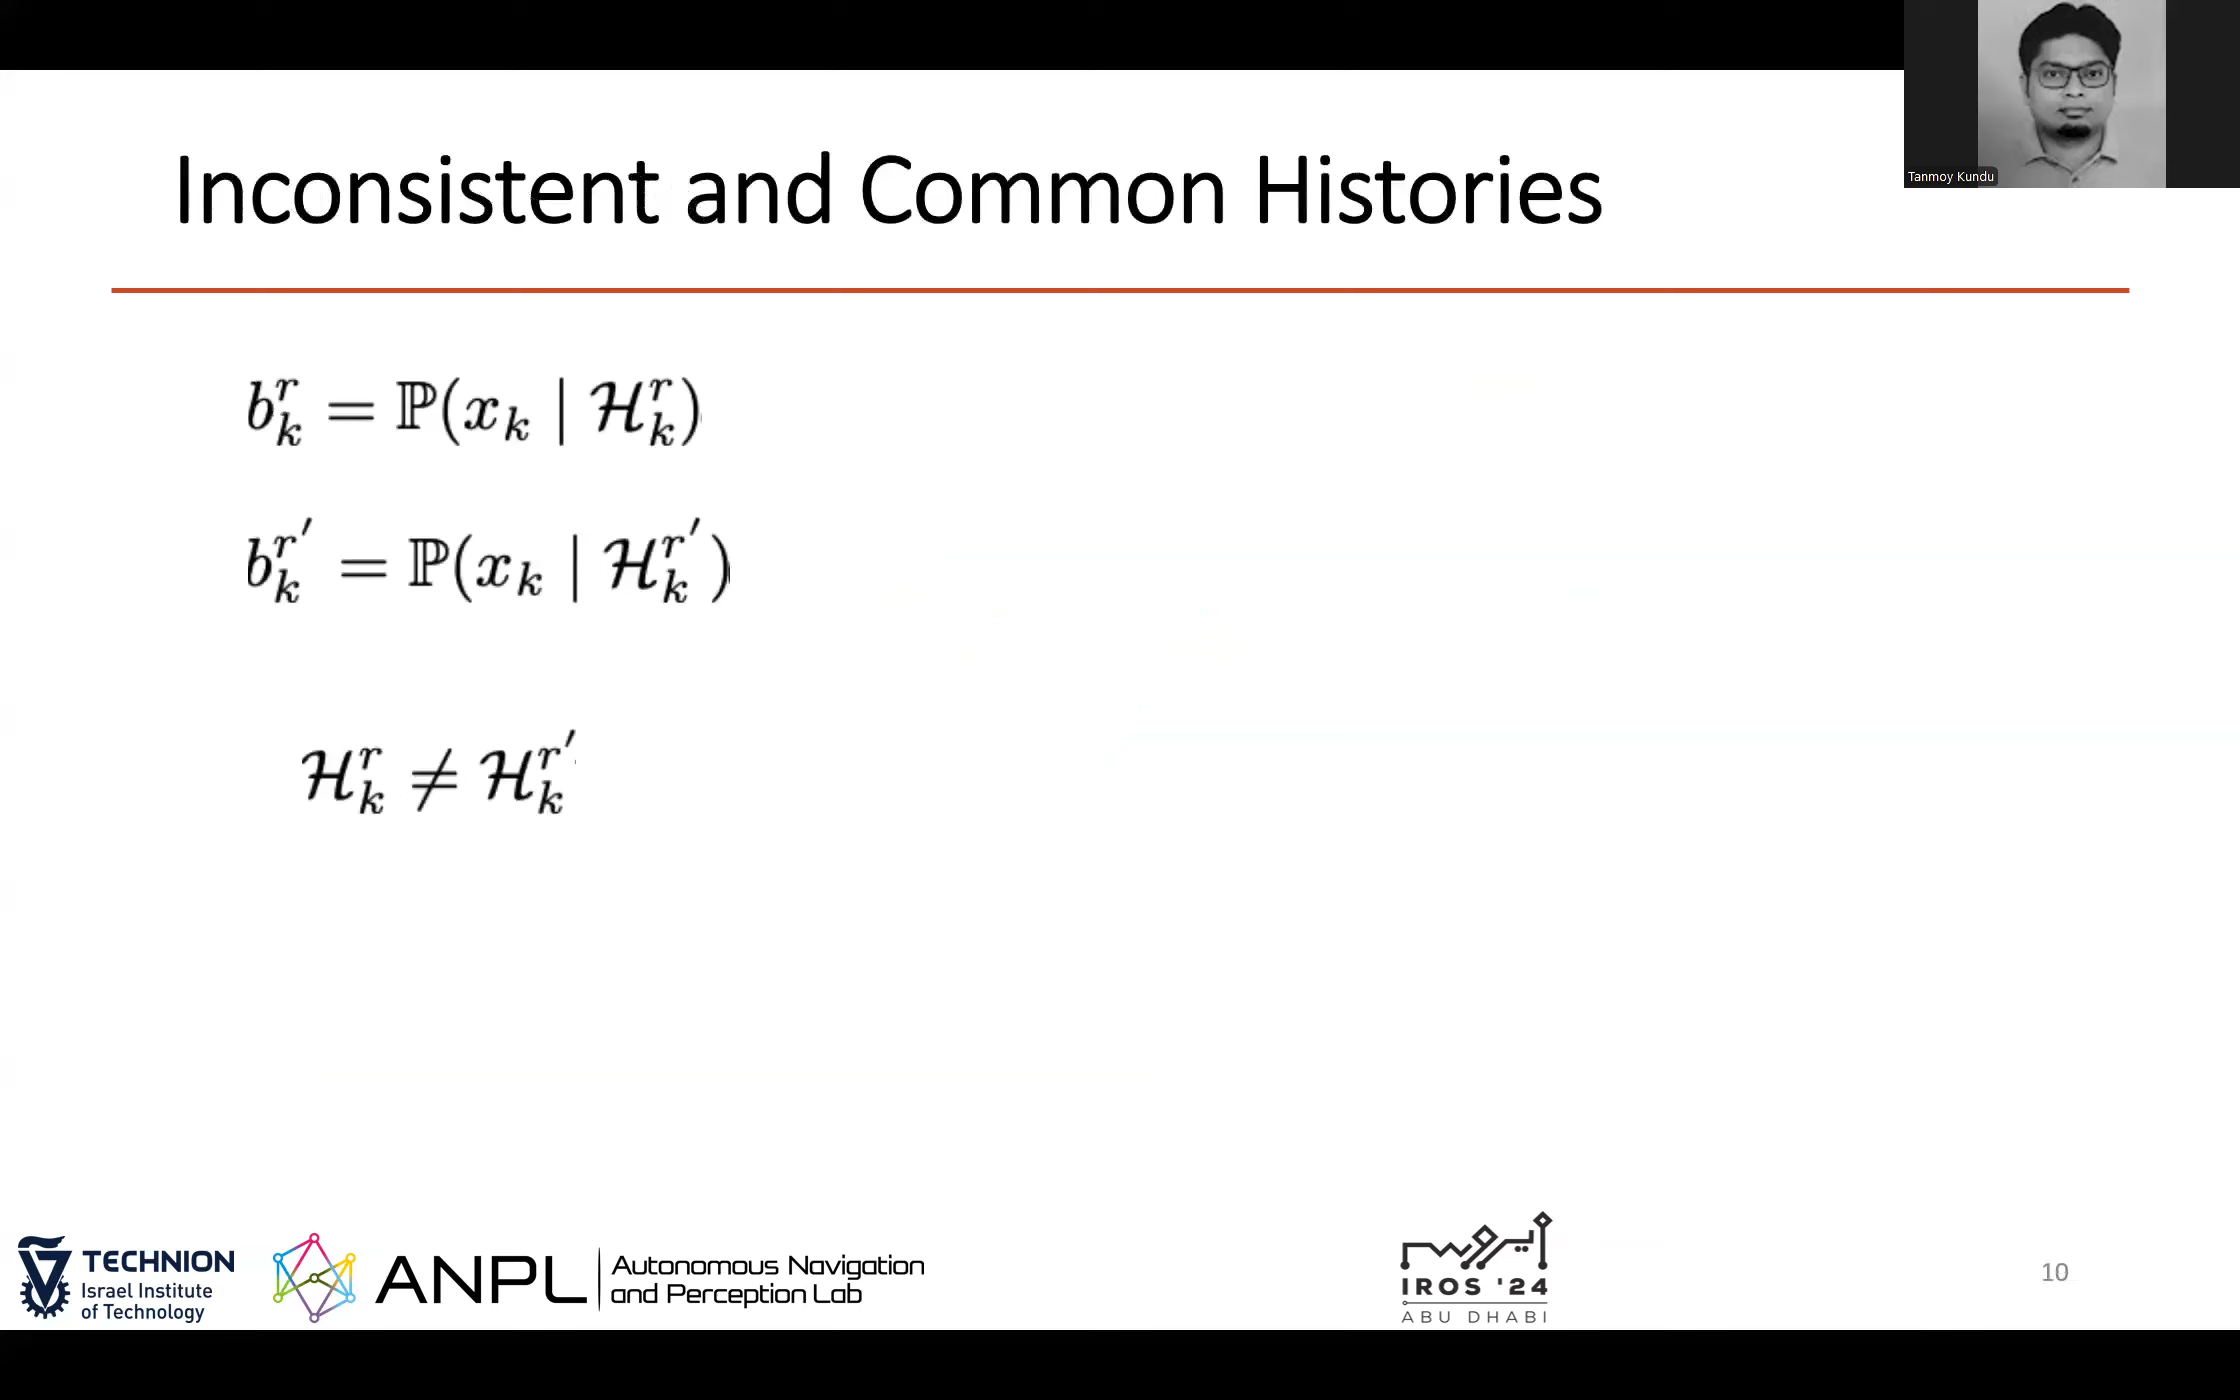 Tanmoy Kundu
Inconsistent and Common Histories
b_k^r = ℙ(x_k | ℋ_k^r)
b_k^{r'} = ℙ(x_k | ℋ_k^{r'})
ℋ_k^r ≠ ℋ_k^{r'}
TECHNION
Israel Institute
of Technology
ANPL
Autonomous Navigation
and Perception Lab
آيروس
IROS '24
ABU DHABI
10